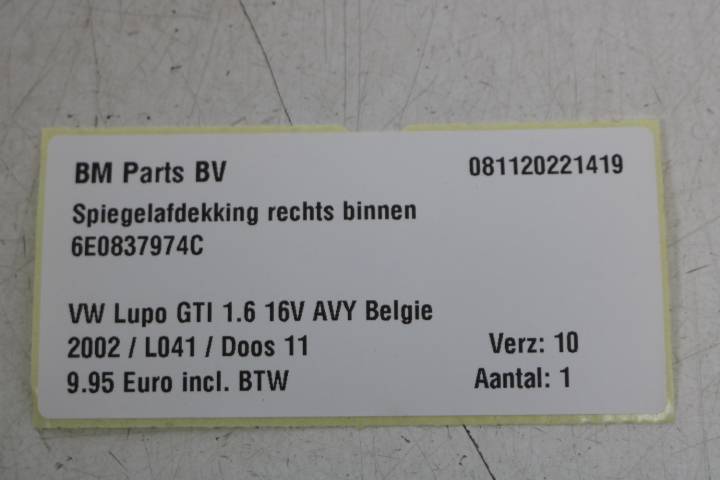 BM Parts BV 081120221419
Spiegelafdekking rechts binnen
6E0837974C
VW Lupo GTI 1.6 16V AVY Belgie
2002 / L041 / Doos 11 Verz: 10
9.95 Euro incl. BTW Aantal: 1